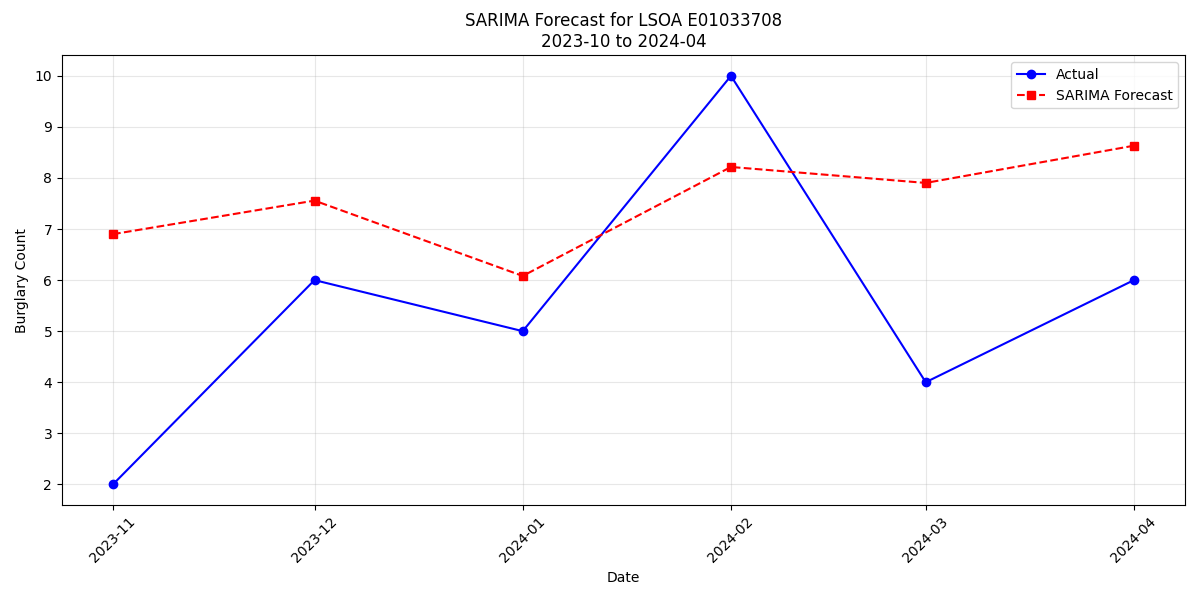 SARIMA Forecast for LSOA E01033708
2023-10 to 2024-04
Actual
SARIMA Forecast
Burglary Count
10
9
8
7
6
5
4
3
2
2023-11
2023-12
2024-01
2024-02
2024-03
2024-04
Date